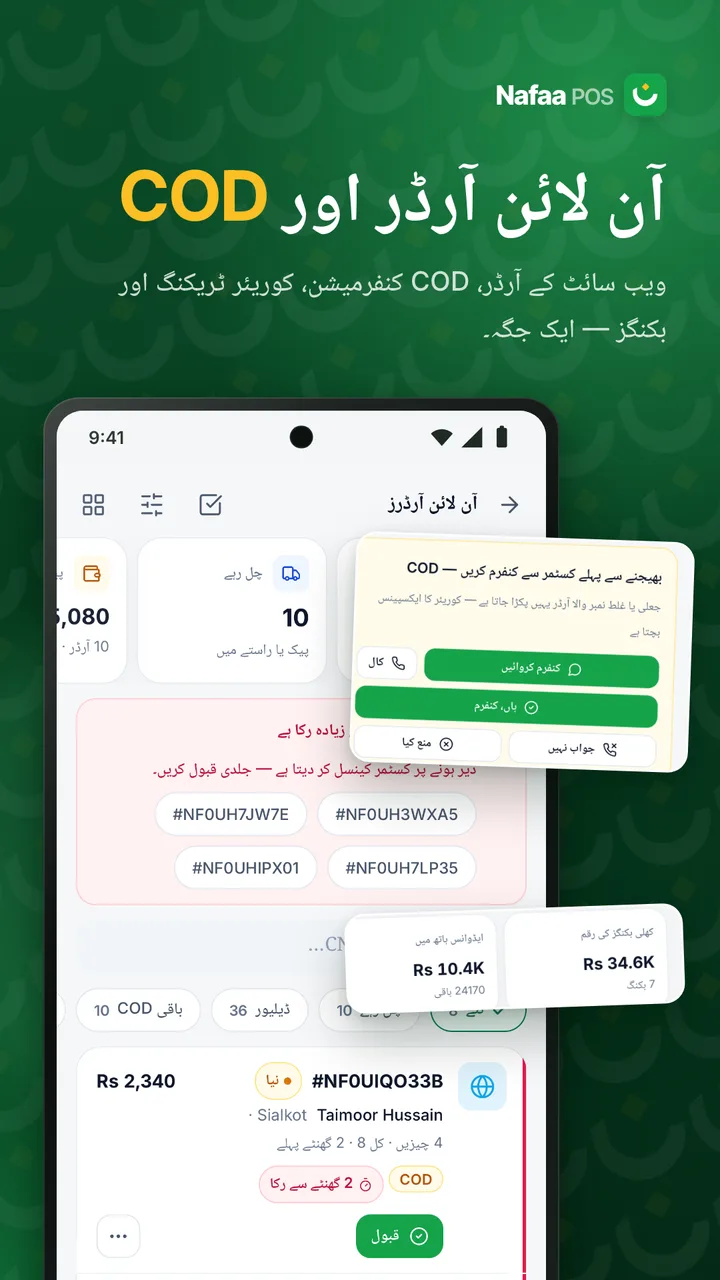 Nafaa POS
آن لائن آرڈر اور COD
ویب سائٹ کے آرڈر، COD کنفرمیشن، کوریئر ٹریکنگ اور
بکنگز — ایک جگہ۔
9:41
آن لائن آرڈرز
چل رہے
10
پیک یا راستے میں
5,080
10 آرڈر ·
بھیجنے سے پہلے کسٹمر سے کنفرم کریں — COD
جعلی یا غلط نمبر والا آرڈر یہیں پکڑا جاتا ہے — کوریئر کا ایکسپینس
بچتا ہے
کنفرم کروائیں
کال
ہاں، کنفرم
جواب نہیں
منع کیا
زیادہ رکا ہے
دیر ہونے پر کسٹمر کینسل کر دیتا ہے — جلدی قبول کریں۔
#NF0UH3WXA5
#NF0UH7JW7E
#NF0UH7LP35
#NF0UHIPX01
کھلی بکنگز کی رقم
Rs 34.6K
7 بکنگ
ایڈوانس ہاتھ میں
Rs 10.4K
24170 باقی
10
ڈیلیور 36
باقی COD 10
#NF0UIQO33B
نیا
Rs 2,340
Taimoor Hussain
Sialkot ·
4 چیزیں · کل 8 · 2 گھنٹے پہلے
COD
2 گھنٹے سے رکا
قبول